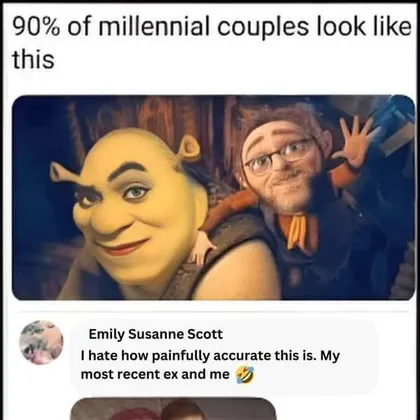 90% of millennial couples look like
this
Emily Susanne Scott
I hate how painfully accurate this is. My
most recent ex and me 🤣